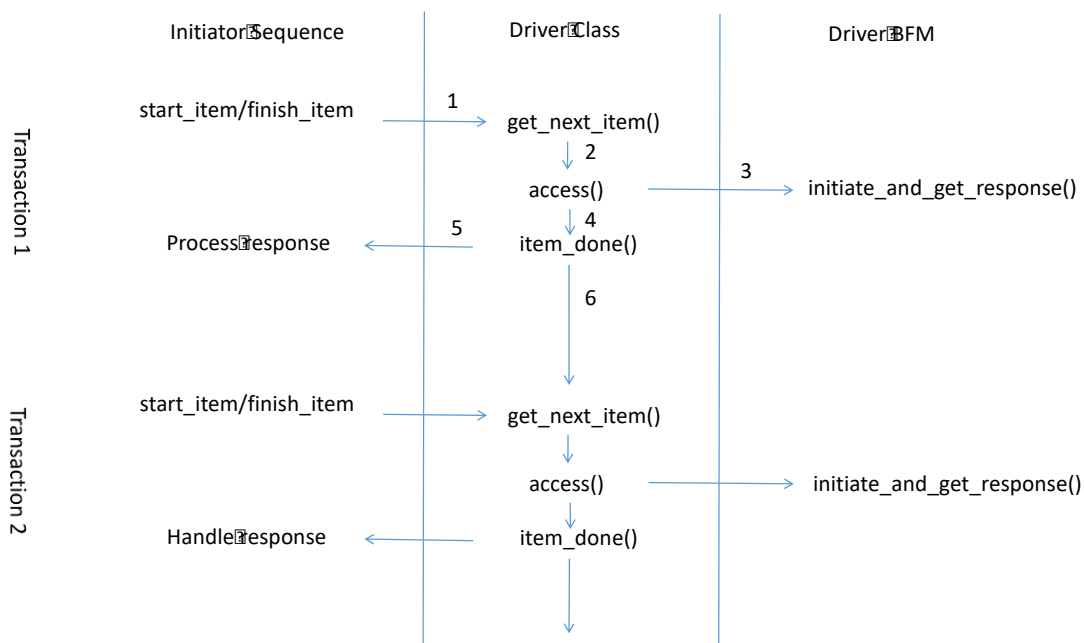 Initiator Sequence
Driver Class
Driver BFM
Transaction 1
start_item/finish_item
1
get_next_item()
2
access()
3
initiate_and_get_response()
4
Process response
5
item_done()
6
Transaction 2
start_item/finish_item
get_next_item()
access()
initiate_and_get_response()
Handle response
item_done()